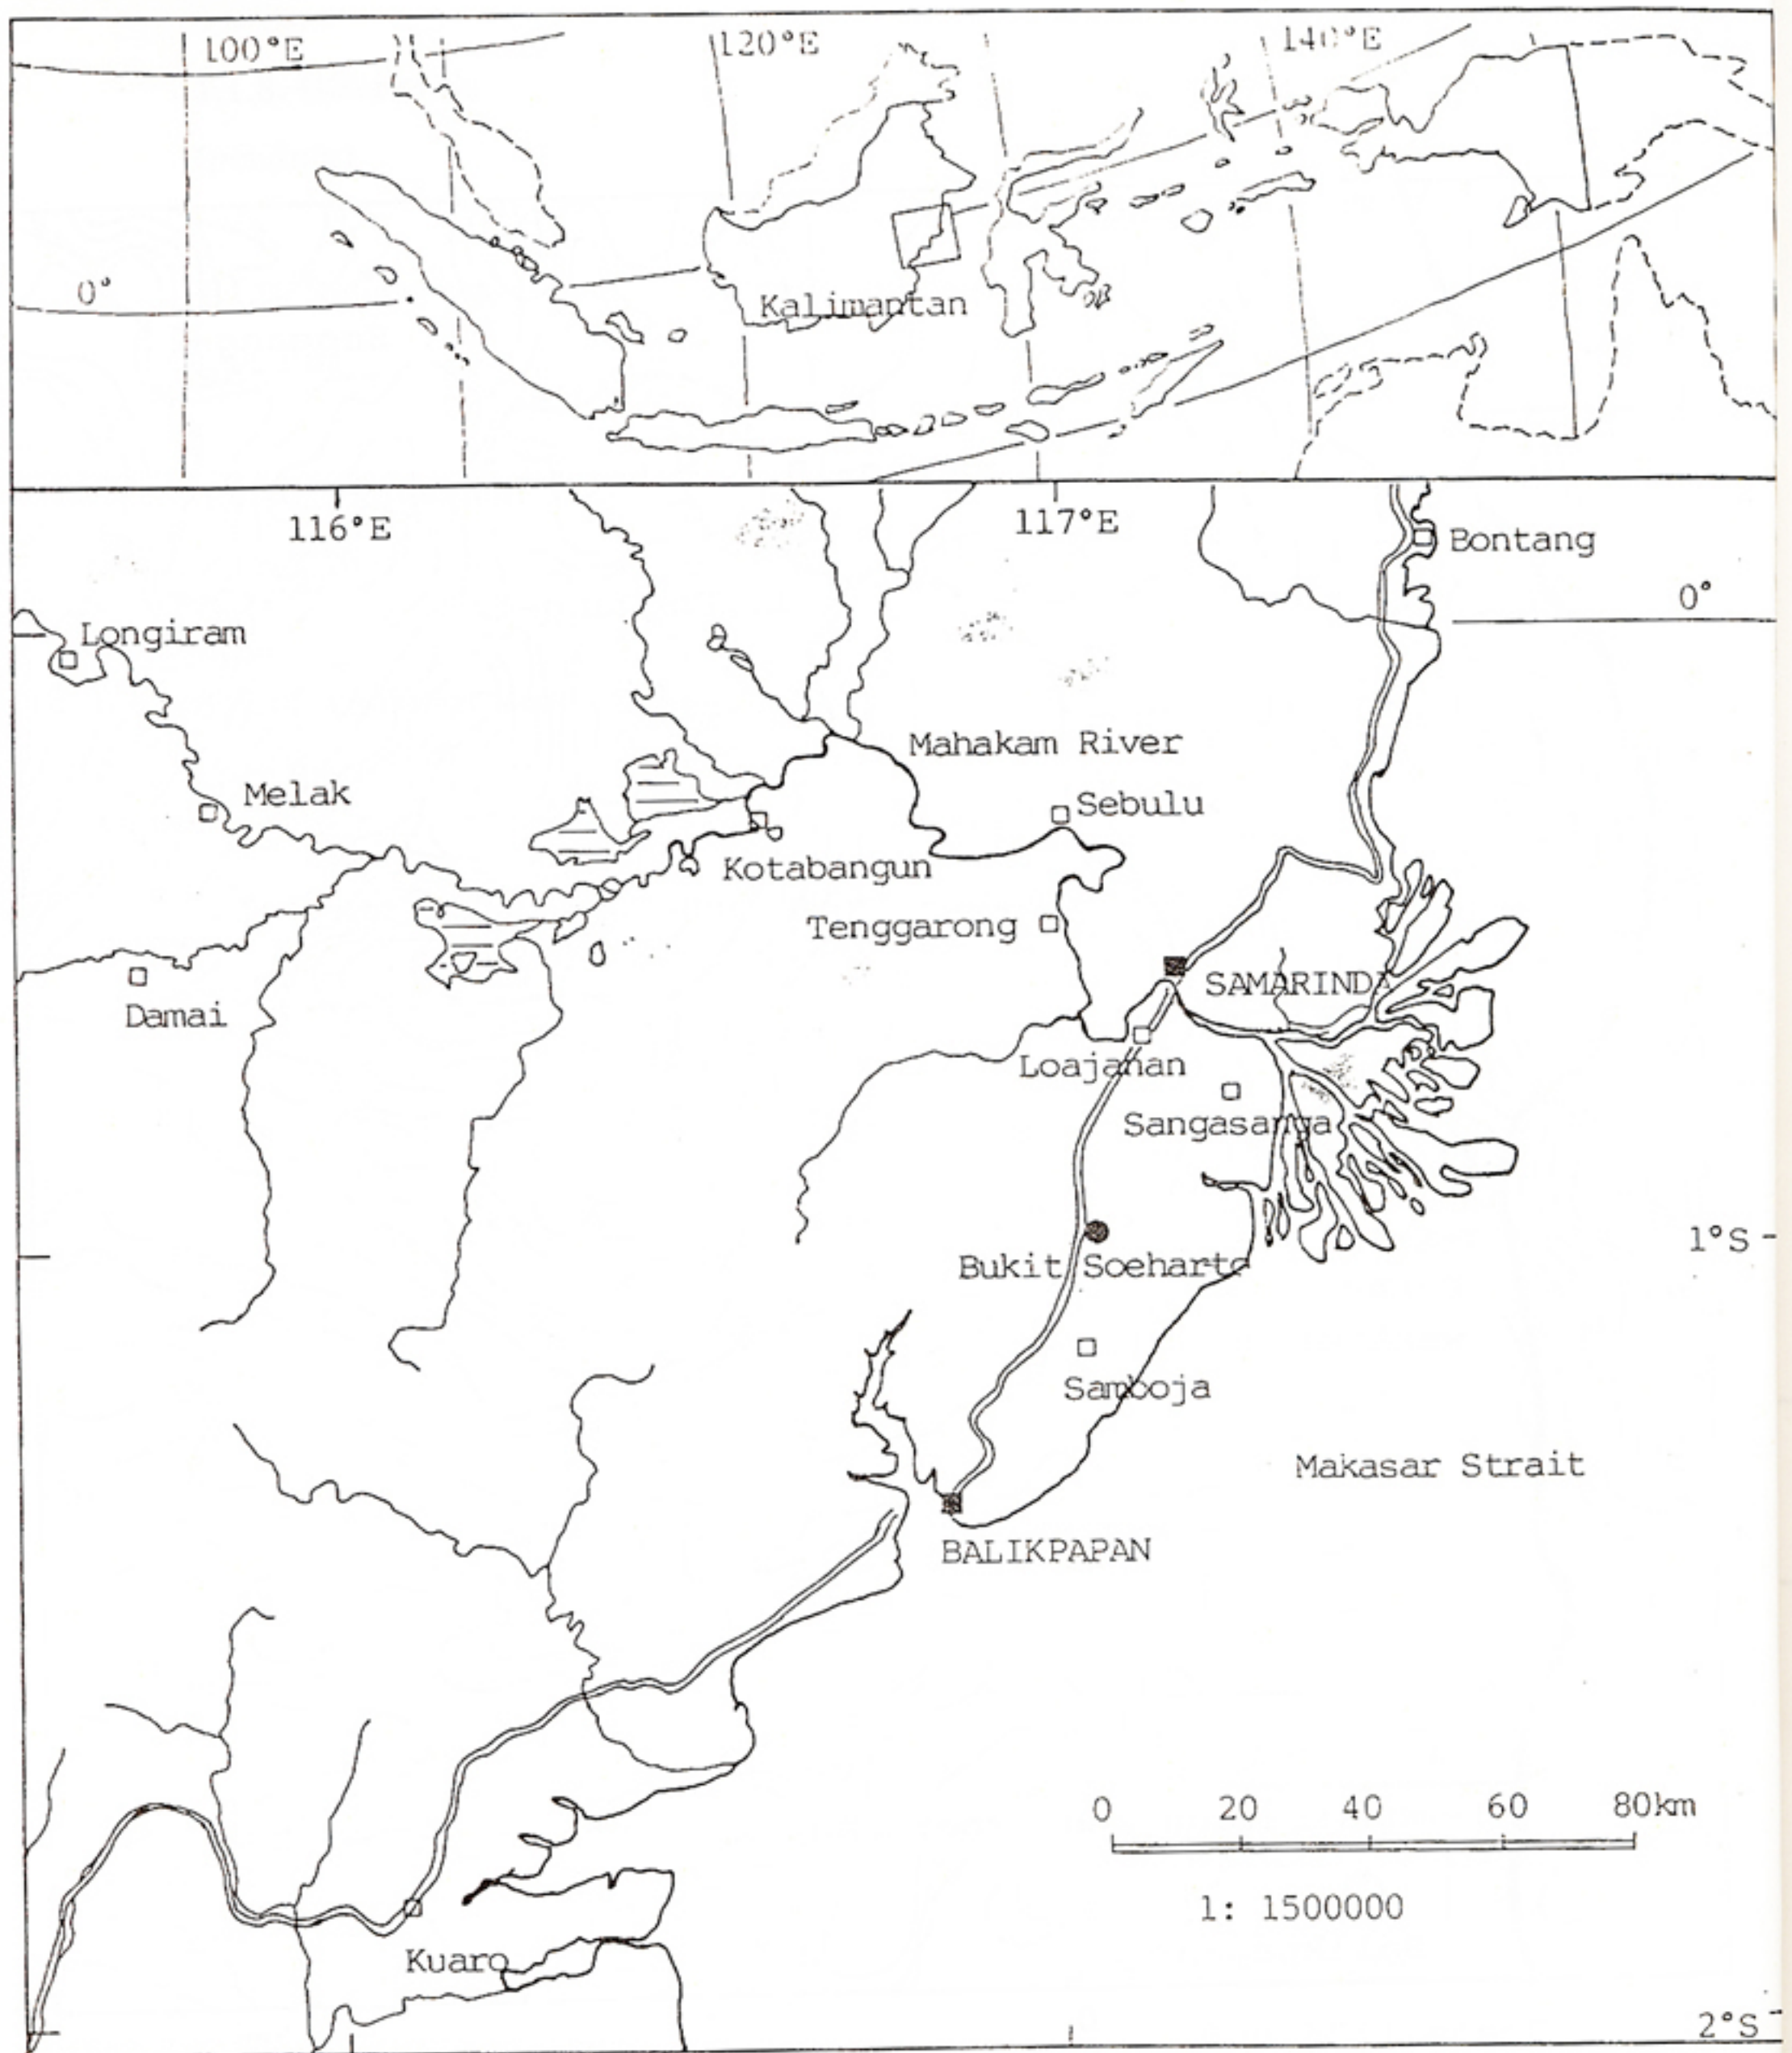 100°E 120°E 140°E
0°
Kalimantan
116°E 117°E
Bontang
0°
Longiram
Mahakam River
Melak
Sebulu
Kotabangun
Tenggarong
SAMARINDA
Damai
Loajanan
Sangasanga
1°S
Bukit Soeharto
Samboja
Makasar Strait
BALIKPAPAN
0 20 40 60 80km
1: 1500000
Kuaro
2°S